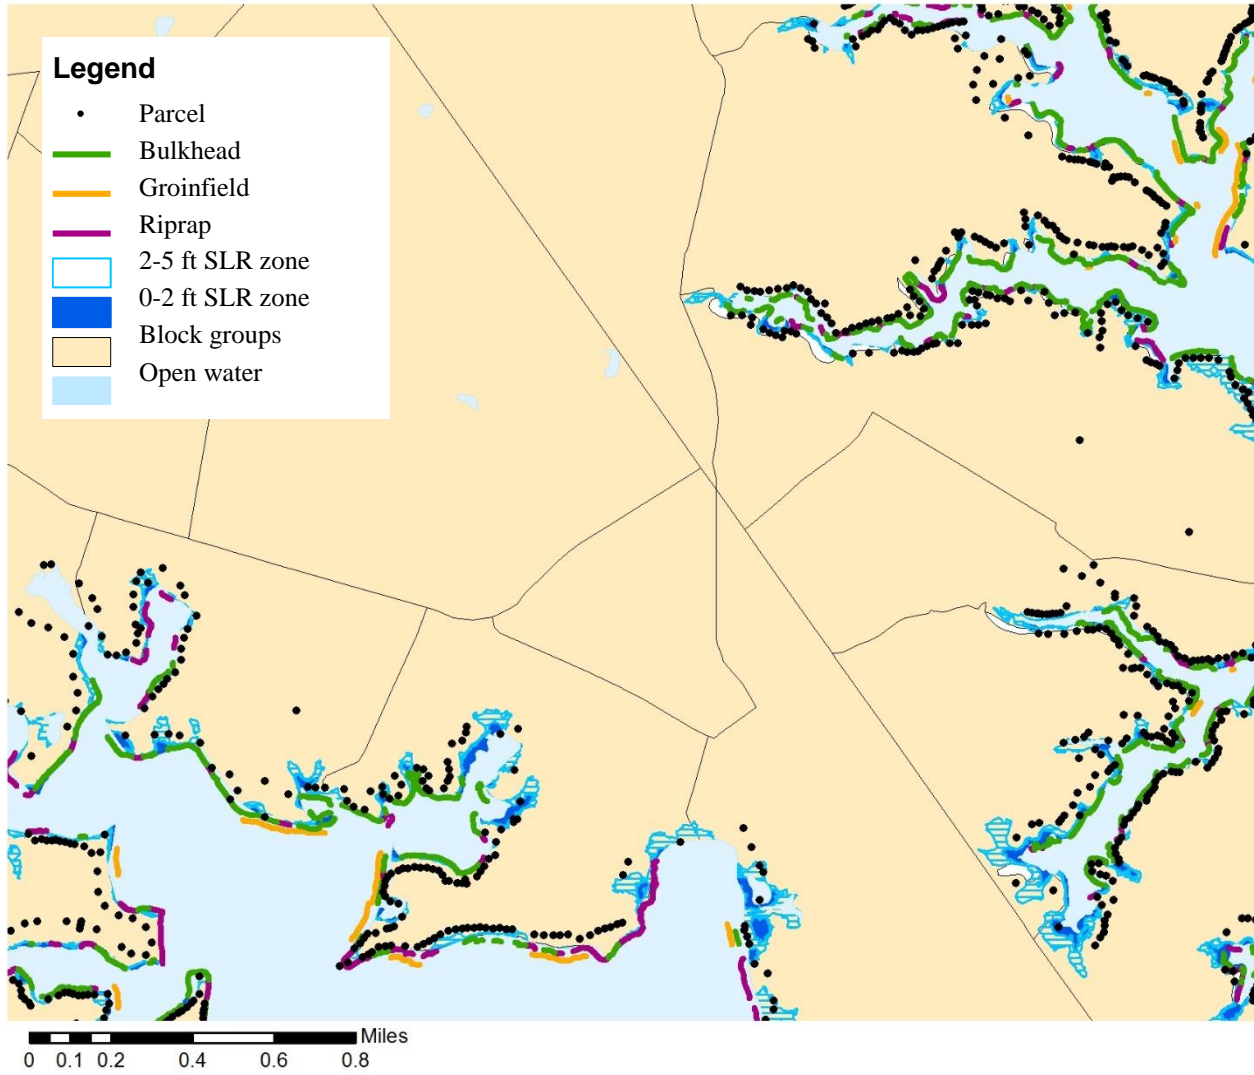 Legend
Parcel
Bulkhead
Groinfield
Riprap
2-5 ft SLR zone
0-2 ft SLR zone
Block groups
Open water
Miles
0 0.1 0.2 0.4 0.6 0.8